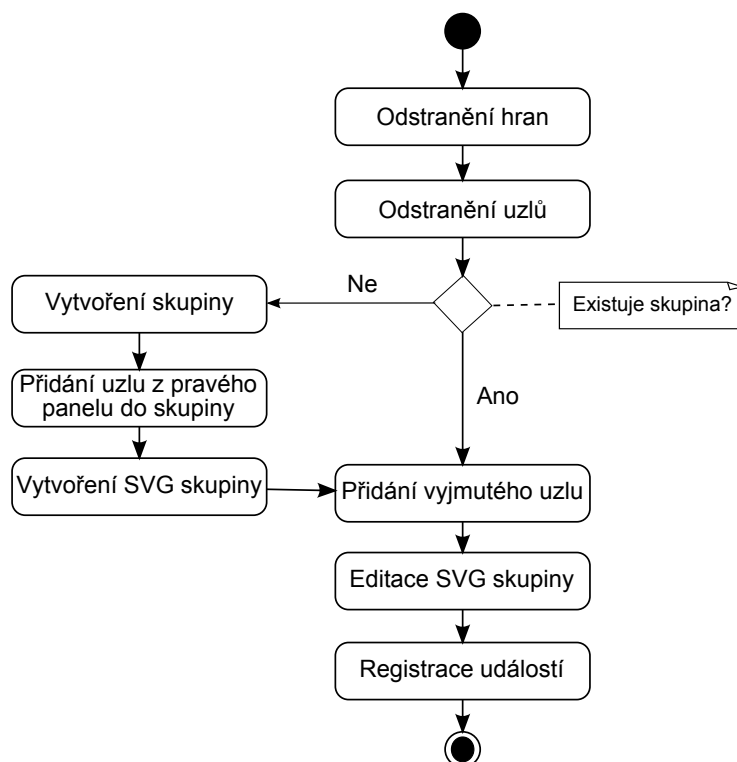 Odstranění hran
Odstranění uzlů
Ne
Vytvoření skupiny
Existuje skupina?
Přidání uzlu z pravého
panelu do skupiny
Ano
Vytvoření SVG skupiny
Přidání vyjmutého uzlu
Editace SVG skupiny
Registrace událostí